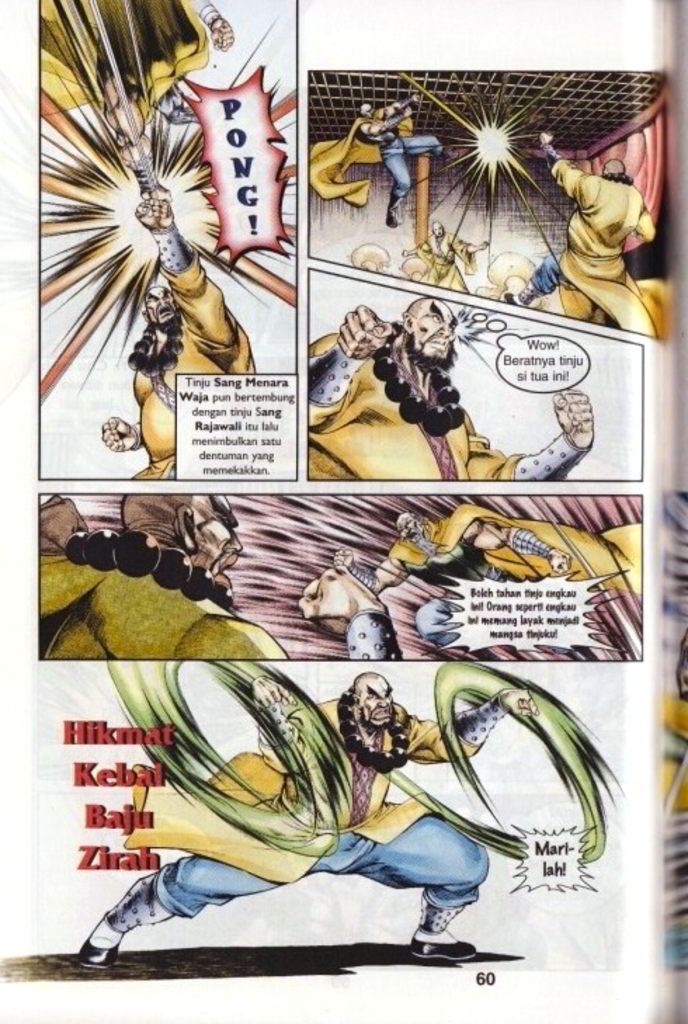 PONG!
Tinju Sang Menara
Waja pun bertembung
dengan tinju Sang
Rajawali itu lalu
menimbulkan satu
dentuman yang
memekakkan.
Wow!
Beratnya tinju
si tua ini!
Boleh tahan tinju engkau
ini! Orang seperti engkau
ini memang layak menjadi
mangsa tinjuku!
Hikmat
Kebal
Baju
Zirah
Mari-
lah!
60